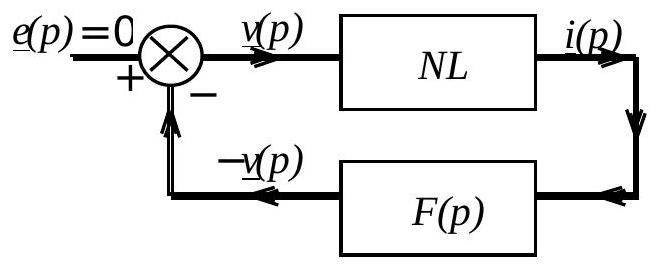 e(p)=0
v(p)
i(p)
+
−
NL
−v(p)
F(p)